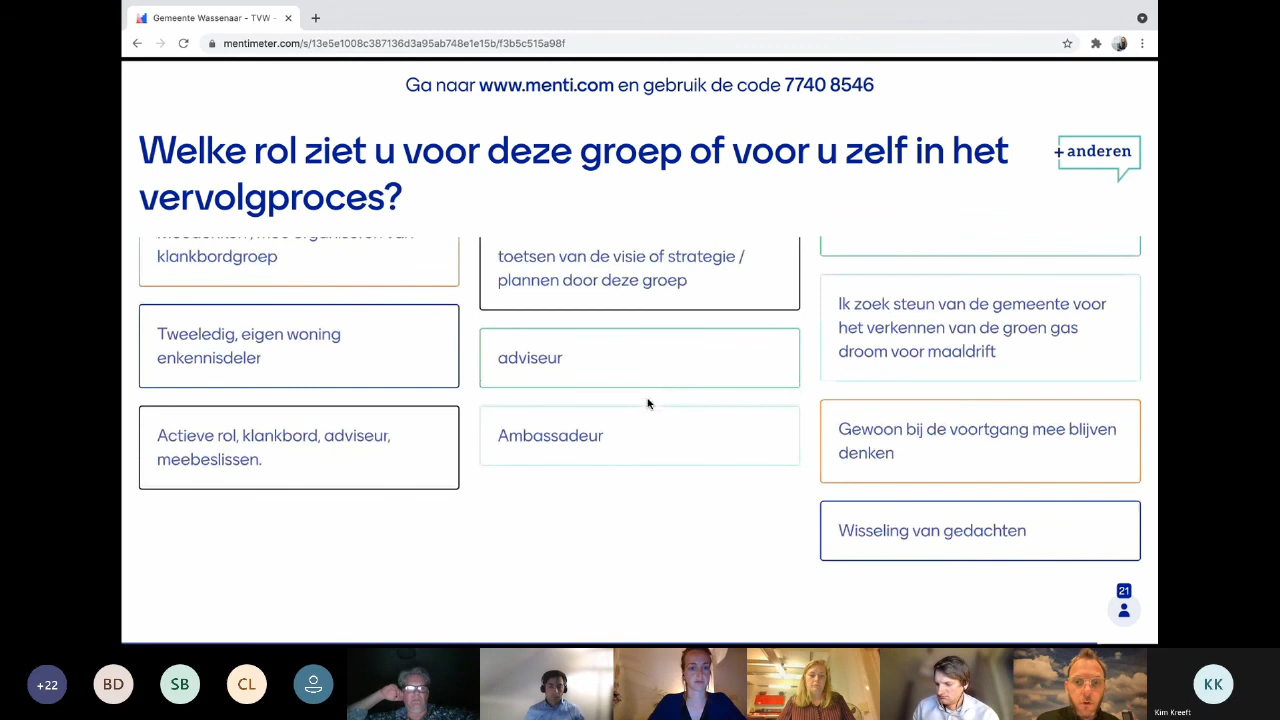 Gemeente Wassenaar - TVW -
mentimeter.com/s/13e5e1008c387136d3a95ab748e1e15b/f3b5c515a98f
Ga naar www.menti.com en gebruik de code 7740 8546
Welke rol ziet u voor deze groep of voor u zelf in het
vervolgproces?
+anderen
klankbordgroep
Tweeledig, eigen woning
enkennisdeler
Actieve rol, klankbord, adviseur,
meebeslissen.
toetsen van de visie of strategie /
plannen door deze groep
adviseur
Ambassadeur
Ik zoek steun van de gemeente voor
het verkennen van de groen gas
droom voor maaldrift
Gewoon bij de voortgang mee blijven
denken
Wisseling van gedachten
21
+22
BD
SB
CL
KK
Kim Kreeft